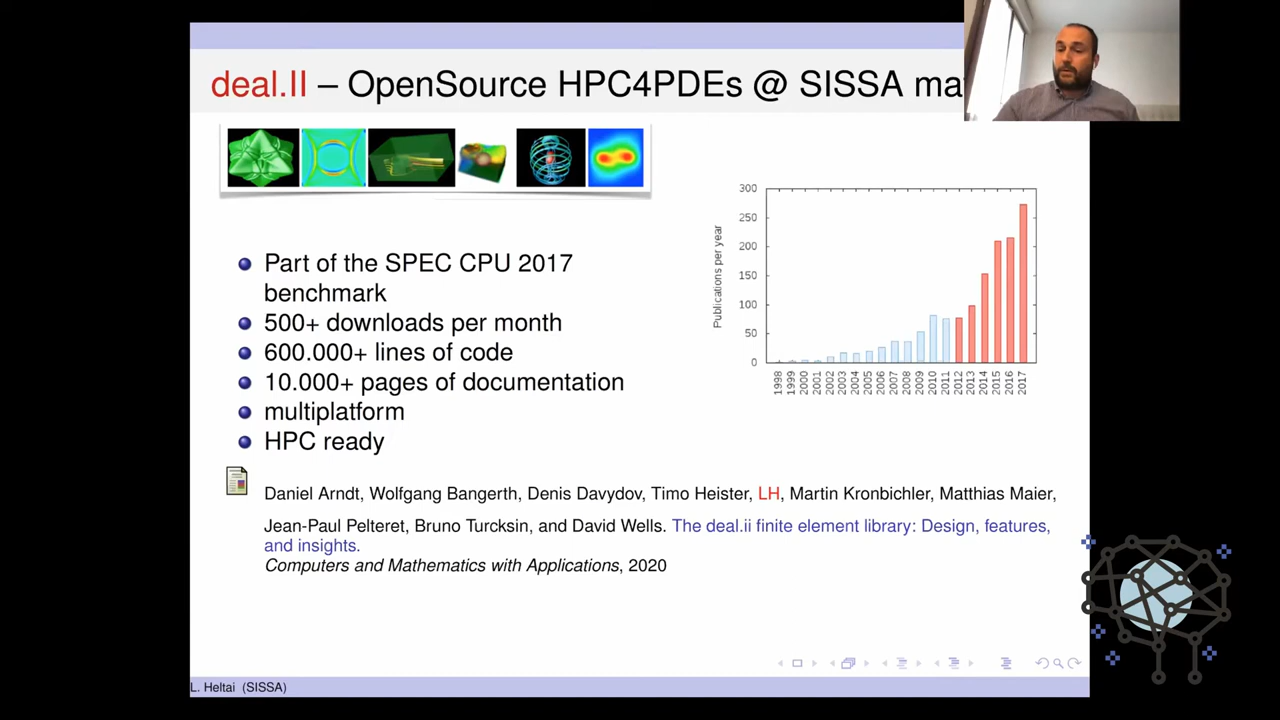 deal.II – OpenSource HPC4PDEs @ SISSA ma
Part of the SPEC CPU 2017
benchmark
500+ downloads per month
600.000+ lines of code
10.000+ pages of documentation
multiplatform
HPC ready
Publications per year
300
250
200
150
100
50
0
1998
1999
2000
2001
2002
2003
2004
2005
2006
2007
2008
2009
2010
2011
2012
2013
2014
2015
2016
2017
Daniel Arndt, Wolfgang Bangerth, Denis Davydov, Timo Heister, LH, Martin Kronbichler, Matthias Maier,
Jean-Paul Pelteret, Bruno Turcksin, and David Wells. The deal.ii finite element library: Design, features,
and insights.
Computers and Mathematics with Applications, 2020
L. Heltai (SISSA)